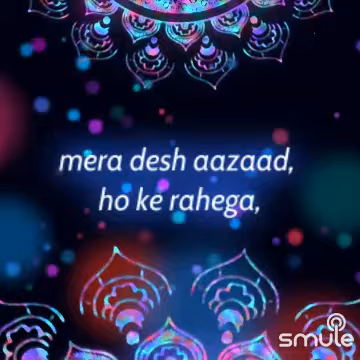 mera desh aazaad,
ho ke rahega,
smule